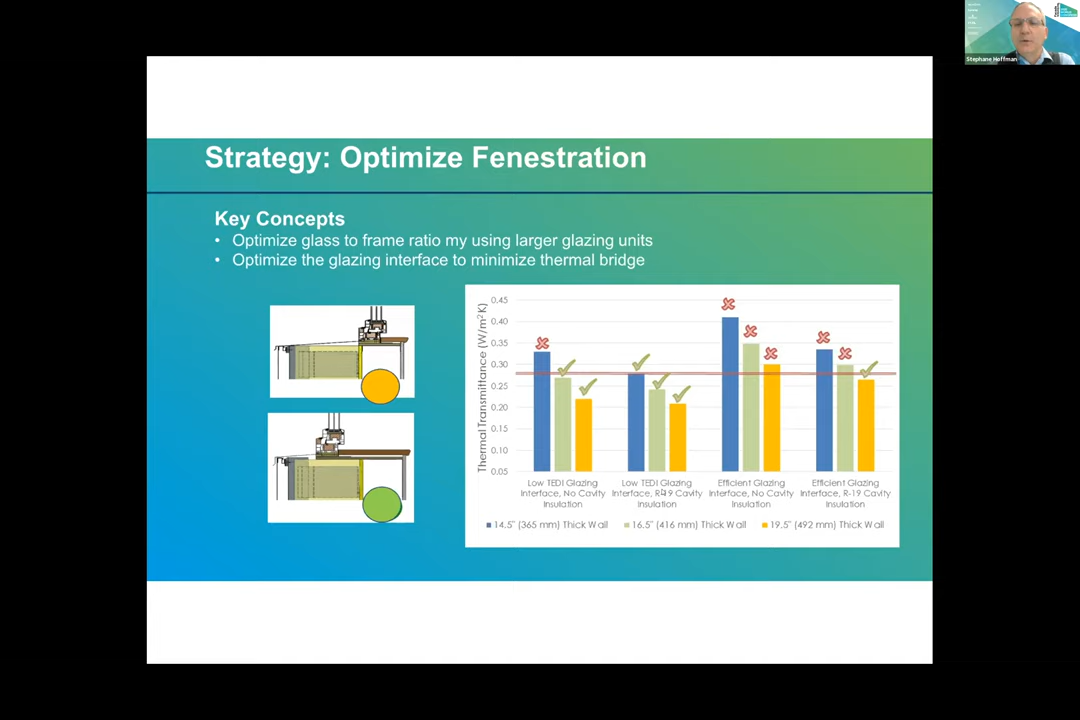 Stephane Hoffman
Strategy: Optimize Fenestration
Key Concepts
• Optimize glass to frame ratio my using larger glazing units
• Optimize the glazing interface to minimize thermal bridge
Thermal Transmittance (W/m²K)
0.45
0.40
0.35
0.30
0.25
0.20
0.15
0.10
0.05
Low TEDI Glazing
Interface, No Cavity
Insulation
Low TEDI Glazing
Interface, R-19 Cavity
Insulation
Efficient Glazing
Interface, No Cavity
Insulation
Efficient Glazing
Interface, R-19 Cavity
Insulation
14.5" (365 mm) Thick Wall
16.5" (416 mm) Thick Wall
19.5" (492 mm) Thick Wall